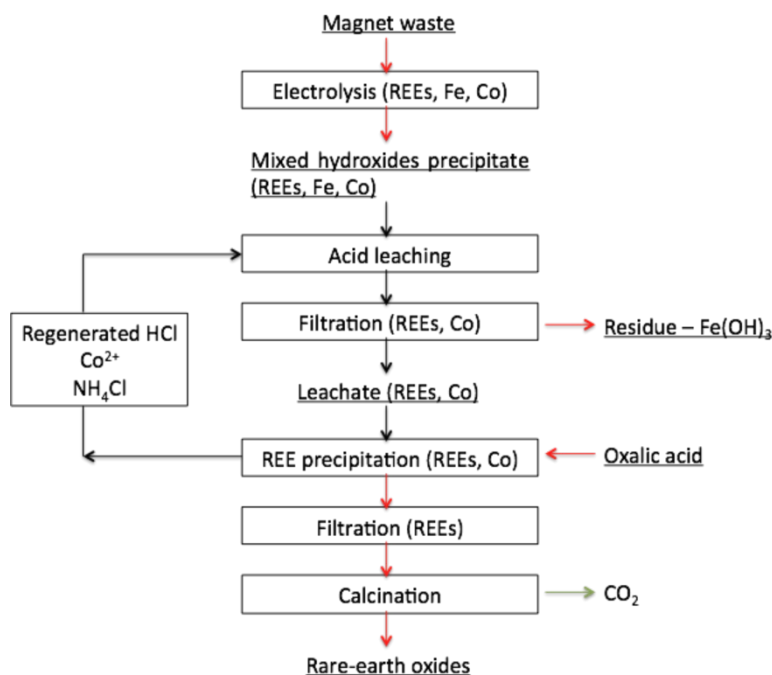 Magnet waste
Electrolysis (REEs, Fe, Co)
Mixed hydroxides precipitate
(REEs, Fe, Co)
Acid leaching
Filtration (REEs, Co)
Residue – Fe(OH)₃
Regenerated HCl
Co²⁺
NH₄Cl
Leachate (REEs, Co)
REE precipitation (REEs, Co)
Oxalic acid
Filtration (REEs)
Calcination
CO₂
Rare-earth oxides